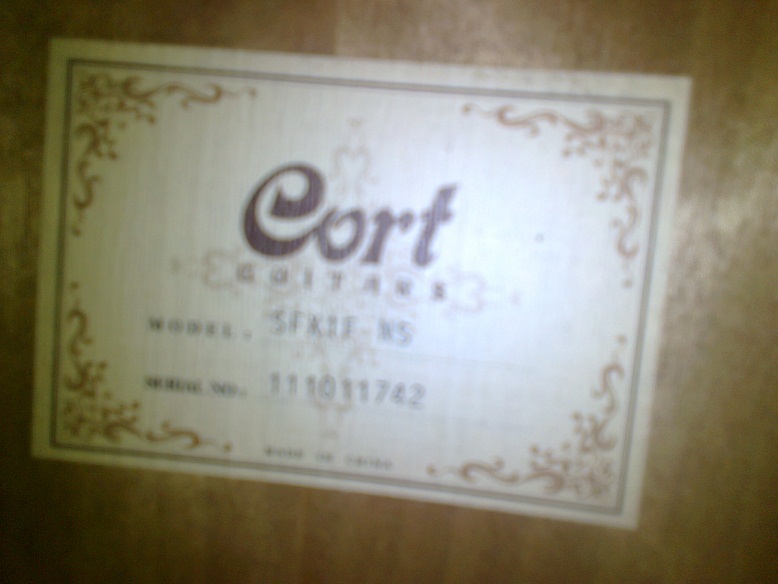 Cort
GUITARS
MODEL. SFX1F-NS
SERIAL NO. 111011742
MADE IN CHINA